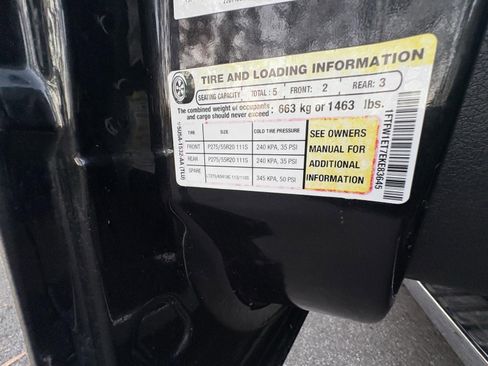 TIRE AND LOADING INFORMATION
SEATING CAPACITY TOTAL: 5 FRONT: 2 REAR: 3
The combined weight of occupants
and cargo should never exceed: 663 kg or 1463 lbs.
TIRE SIZE COLD TIRE PRESSURE
FRONT P275/55R20 111S 240 KPA, 35 PSI
REAR P275/55R20 111S 240 KPA, 35 PSI
SPARE 345 KPA, 50 PSI
SEE OWNERS
MANUAL FOR
ADDITIONAL
INFORMATION
1FTFW1ET7EKE83645